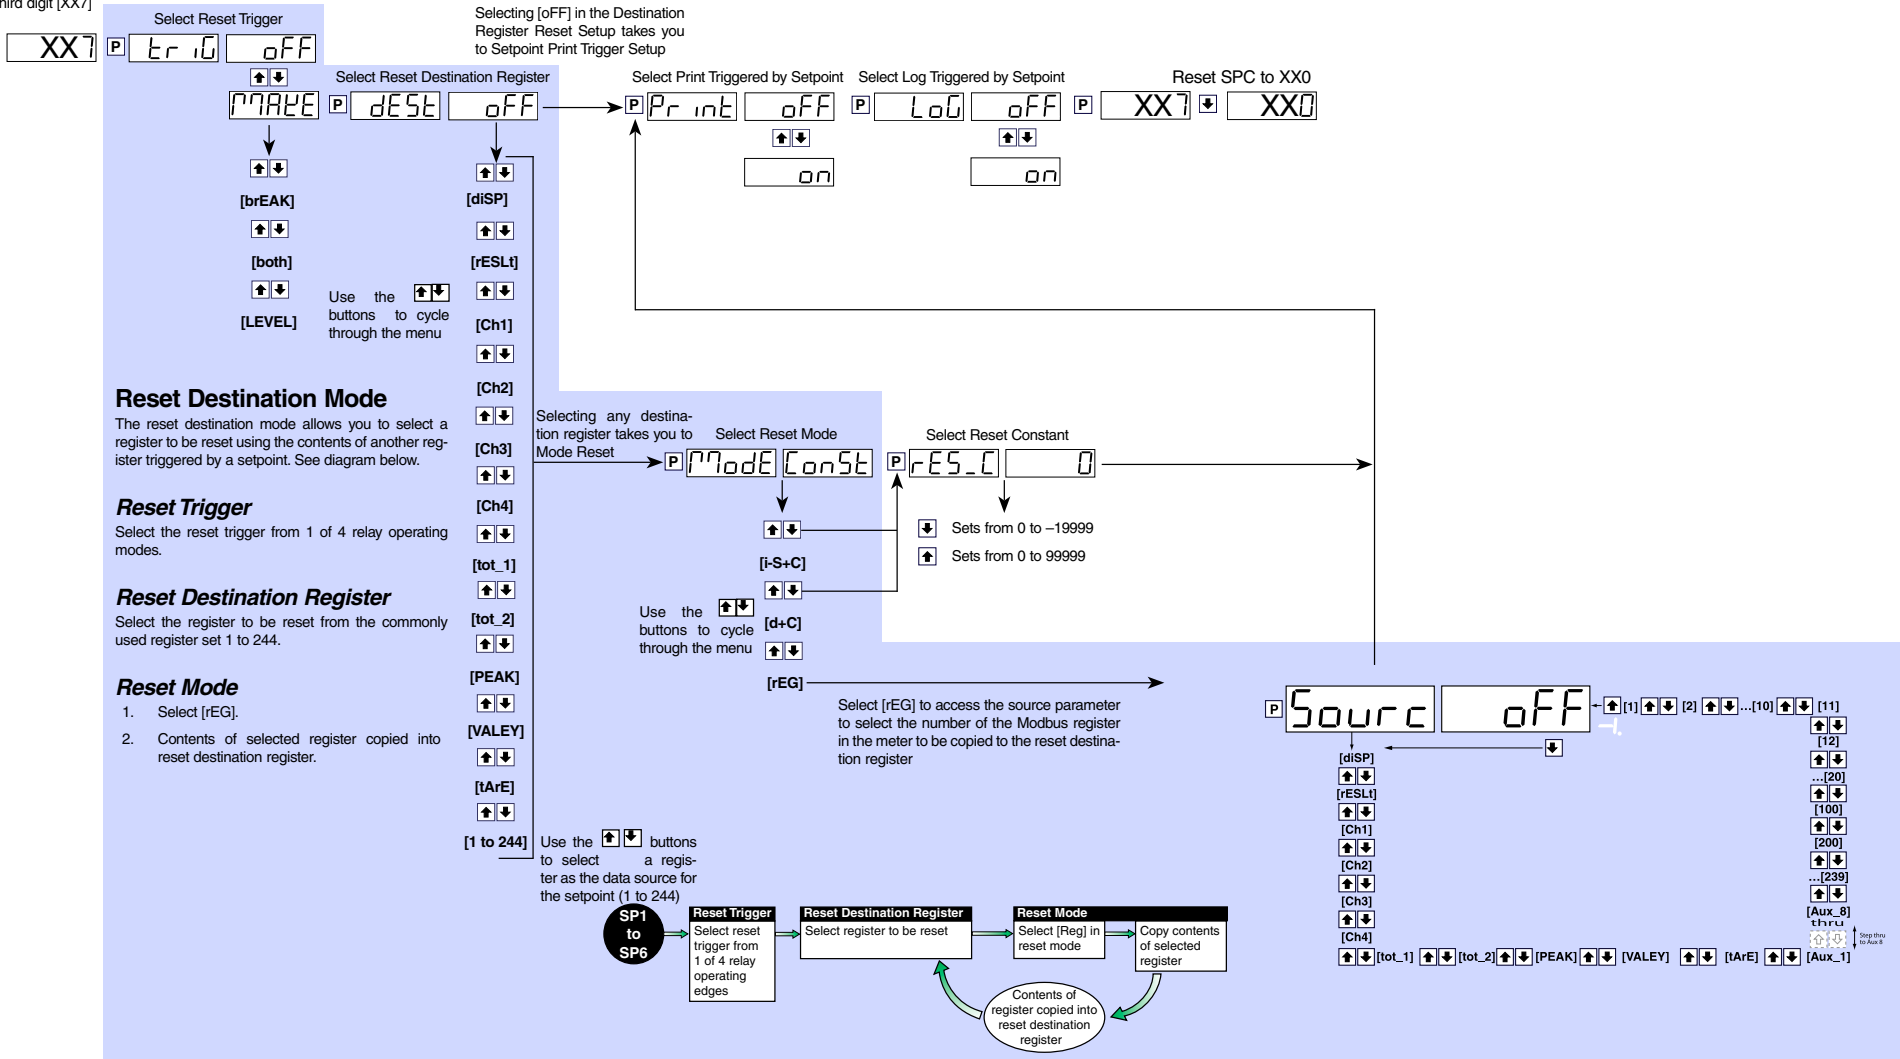 hird digit [XX7]
Select Reset Trigger
XX7 P triG oFF
MAKE P dESt oFF
Select Reset Destination Register
Selecting [oFF] in the Destination
Register Reset Setup takes you
to Setpoint Print Trigger Setup
Select Print Triggered by Setpoint
P Print oFF
on
Select Log Triggered by Setpoint
P LoG oFF
on
Reset SPC to XX0
P XX7 XX0
[brEAK]
[both]
[LEVEL]
Use the
buttons to cycle
through the menu
[diSP]
[rESLt]
[Ch1]
[Ch2]
[Ch3]
[Ch4]
[tot_1]
[tot_2]
[PEAK]
[VALEY]
[tArE]
[1 to 244]
Reset Destination Mode
The reset destination mode allows you to select a
register to be reset using the contents of another reg-
ister triggered by a setpoint. See diagram below.
Reset Trigger
Select the reset trigger from 1 of 4 relay operating
modes.
Reset Destination Register
Select the register to be reset from the commonly
used register set 1 to 244.
Reset Mode
1. Select [rEG].
2. Contents of selected register copied into
reset destination register.
Selecting any destina-
tion register takes you to
Mode Reset
Select Reset Mode
P ModE ConSt
[i-S+C]
[d+C]
[rEG]
Use the
buttons to cycle
through the menu
Select Reset Constant
P rES_C 0
Sets from 0 to –19999
Sets from 0 to 99999
Select [rEG] to access the source parameter
to select the number of the Modbus register
in the meter to be copied to the reset destina-
tion register
P Sourc oFF
[1] [2] ...[10] [11]
[12]
...[20]
[100]
[200]
...[239]
[Aux_8]
thru
Step thru
to Aux 8
[diSP]
[rESLt]
[Ch1]
[Ch2]
[Ch3]
[Ch4]
[tot_1] [tot_2] [PEAK] [VALEY] [tArE] [Aux_1]
Use the buttons
to select a regis-
ter as the data source for
the setpoint (1 to 244)
SP1
to
SP6
Reset Trigger
Select reset
trigger from
1 of 4 relay
operating
edges
Reset Destination Register
Select register to be reset
Reset Mode
Select [Reg] in
reset mode
Copy contents
of selected
register
Contents of
register copied into
reset destination
register